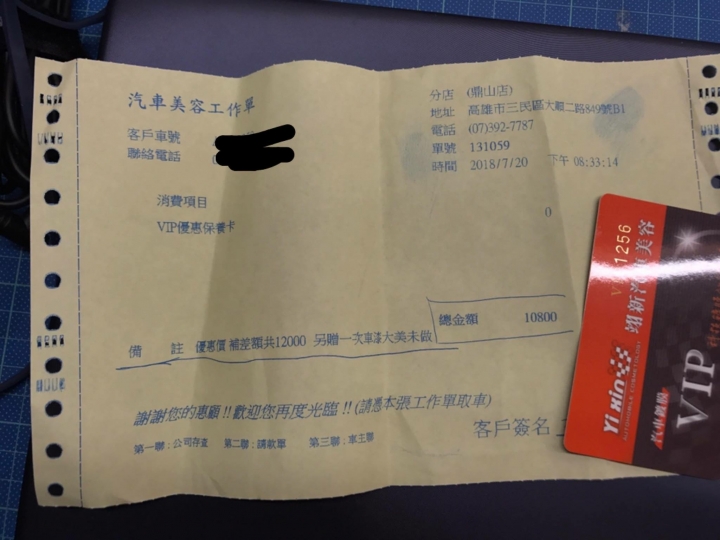 汽車美容工作單
客戶車號
聯絡電話
分店 (鼎山店)
地址 高雄市三民區大順二路849號B1
電話 (07)392-7787
單號 131059
時間 2018/7/20 下午 08:33:14
消費項目
VIP優惠保養卡 0
總金額 10800
備 註 優惠價 補差額共12000 另贈一次車漆大美未做
謝謝您的惠顧!!歡迎您再度光臨!!(請憑本張工作單取車)
第一聯:公司存查 第二聯:請款單 第三聯:車主聯
客戶簽名
1256
翊新汽車美容
Yi xin
AUTOMOBILE COSMETOLOGY
VIP